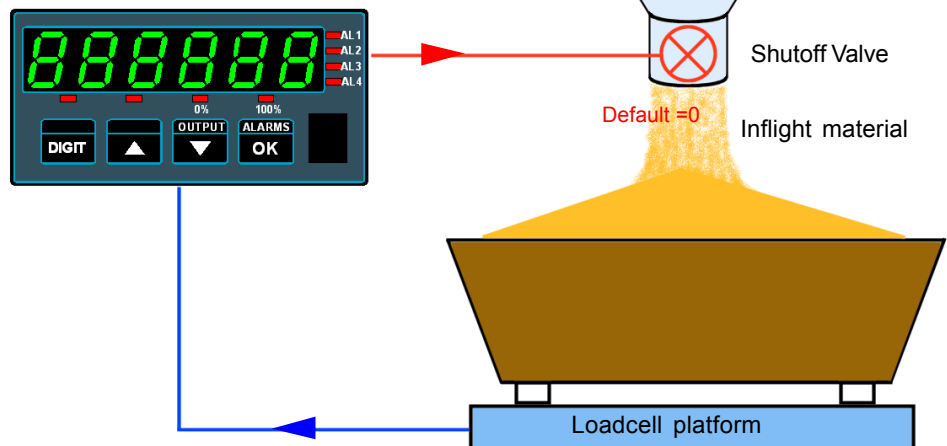 888888
AL1
AL2
AL3
AL4
0% 100%
OUTPUT ALARMS
DIGIT OK
Shutoff Valve
Default =0
Inflight material
Loadcell platform